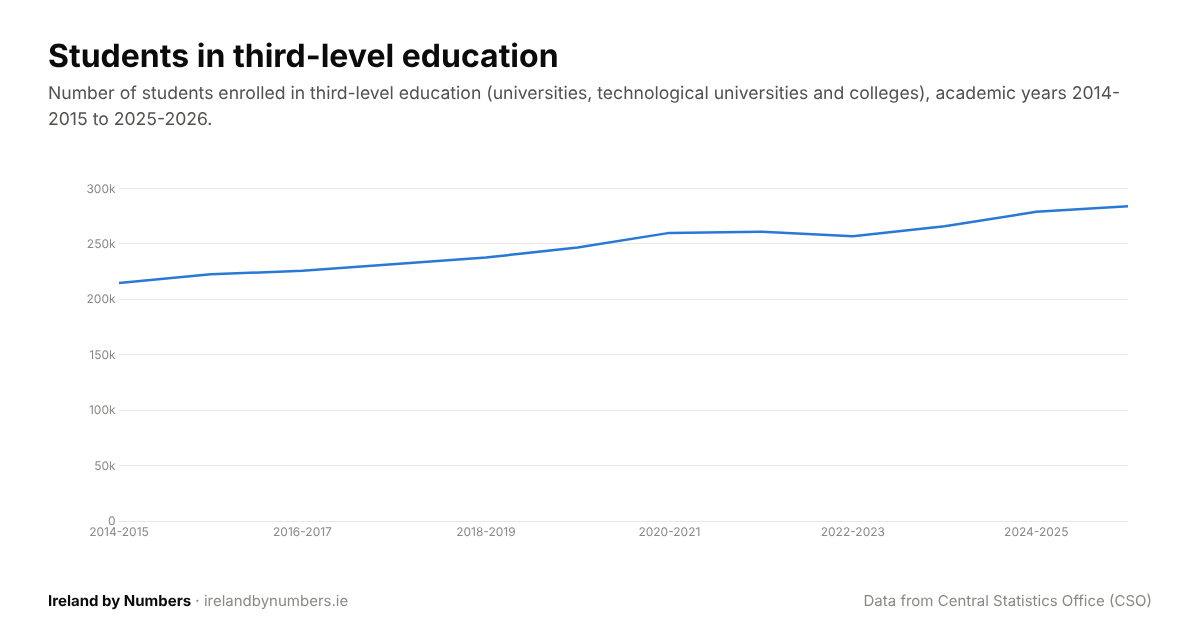 Students in third-level education
Number of students enrolled in third-level education (universities, technological universities and colleges), academic years 2014-
2015 to 2025-2026.
300k
250k
200k
150k
100k
50k
0
2014-2015 2016-2017 2018-2019 2020-2021 2022-2023 2024-2025
Ireland by Numbers · irelandbynumbers.ie Data from Central Statistics Office (CSO)